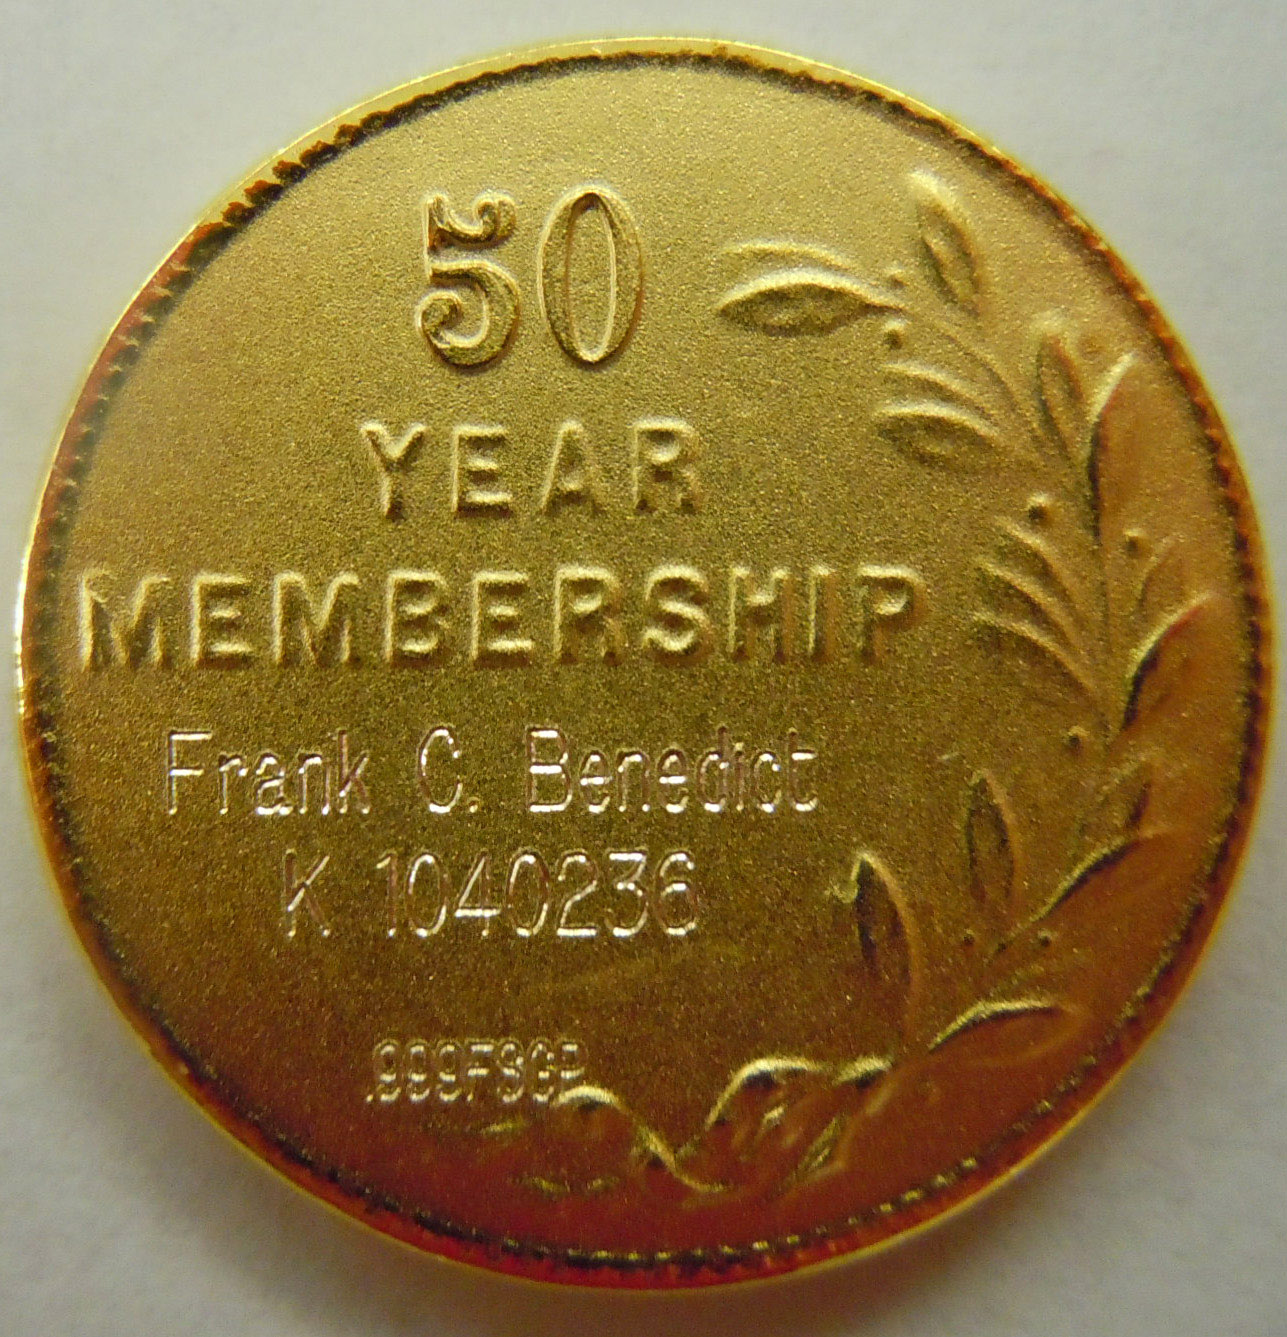 50
YEAR
MEMBERSHIP
Frank C. Benedict
K 1040236
.999FSGP